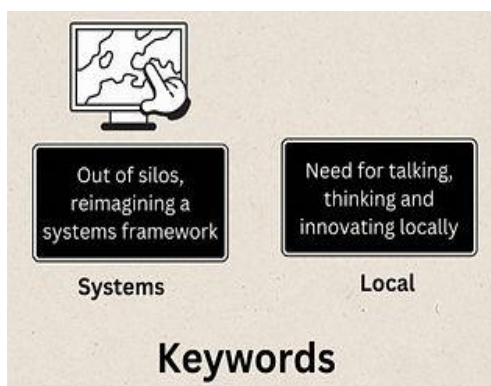 Out of silos,
reimagining a
systems framework
Systems
Need for talking,
thinking and
innovating locally
Local
Keywords